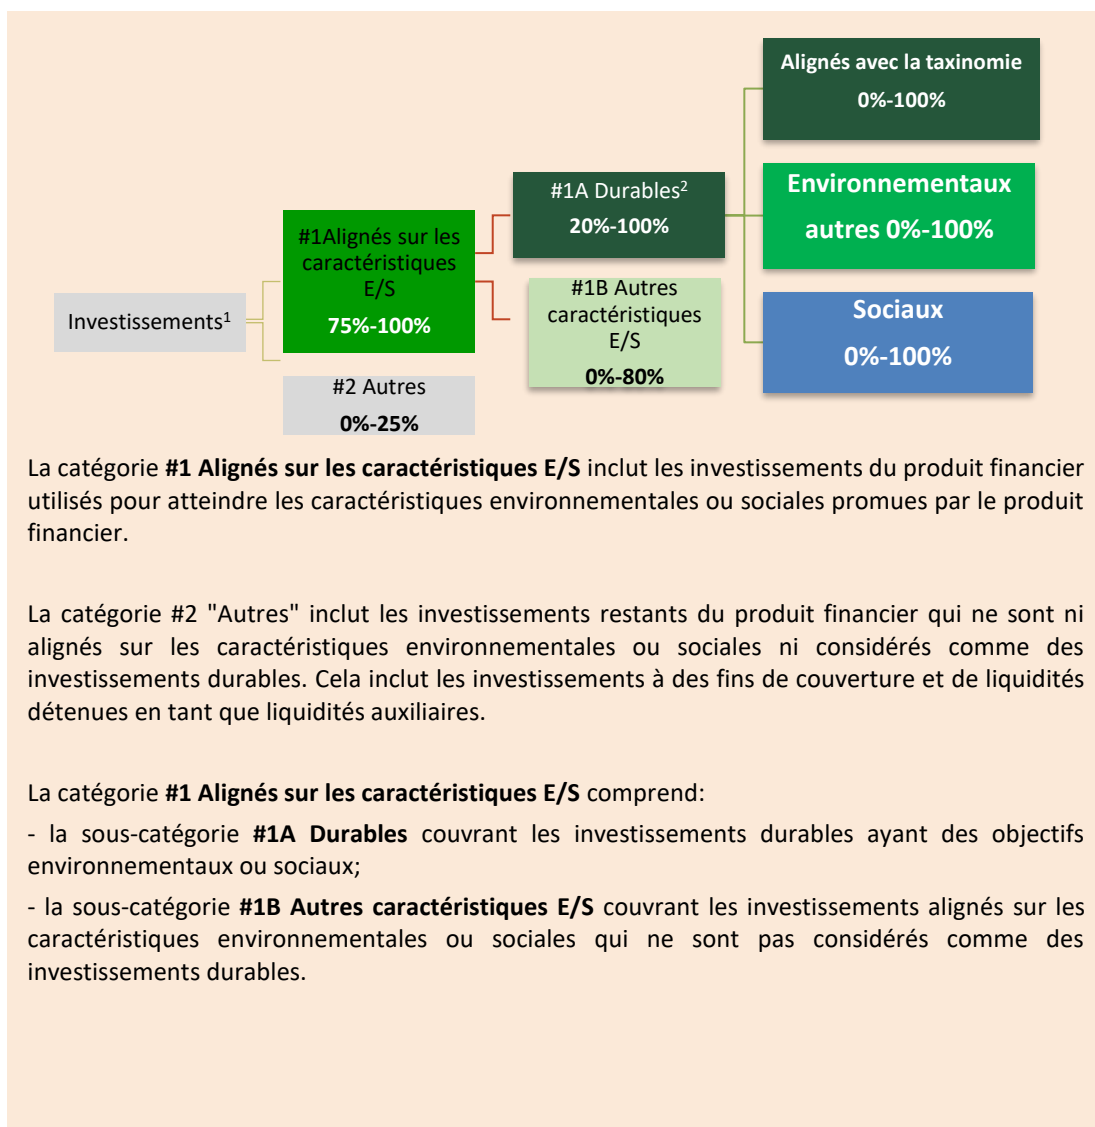 Alignés avec la taxinomie
0%-100%
Environnementaux
autres 0%-100%
Sociaux
0%-100%
#1A Durables²
20%-100%
#1B Autres
caractéristiques
E/S
0%-80%
#1Alignés sur les
caractéristiques
E/S
75%-100%
Investissements¹
#2 Autres
0%-25%
La catégorie #1 Alignés sur les caractéristiques E/S inclut les investissements du produit financier
utilisés pour atteindre les caractéristiques environnementales ou sociales promues par le produit
financier.
La catégorie #2 "Autres" inclut les investissements restants du produit financier qui ne sont ni
alignés sur les caractéristiques environnementales ou sociales ni considérés comme des
investissements durables. Cela inclut les investissements à des fins de couverture et de liquidités
détenues en tant que liquidités auxiliaires.
La catégorie #1 Alignés sur les caractéristiques E/S comprend:
- la sous-catégorie #1A Durables couvrant les investissements durables ayant des objectifs
environnementaux ou sociaux;
- la sous-catégorie #1B Autres caractéristiques E/S couvrant les investissements alignés sur les
caractéristiques environnementales ou sociales qui ne sont pas considérés comme des
investissements durables.